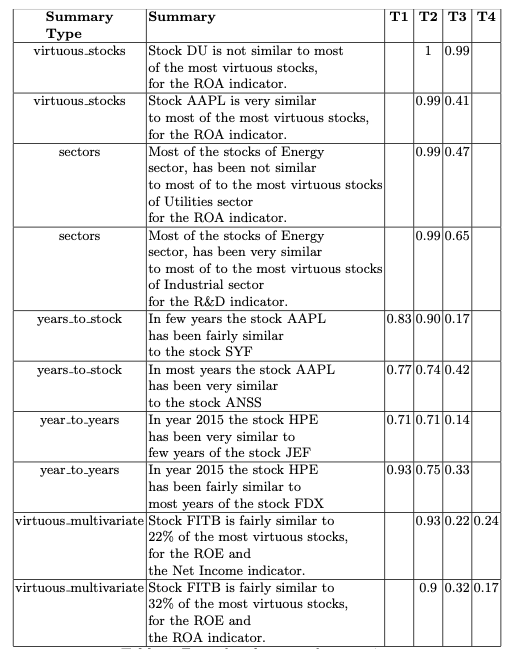 Summary Type Summary T1 T2 T3 T4
virtuous_stocks Stock DU is not similar to most 1 0.99
of the most virtuous stocks,
for the ROA indicator.
virtuous_stocks Stock AAPL is very similar 0.99 0.41
to most of the most virtuous stocks,
for the ROA indicator.
sectors Most of the stocks of Energy 0.99 0.47
sector, has been not similar
to most of to the most virtuous stocks
of Utilities sector
for the ROA indicator.
sectors Most of the stocks of Energy 0.99 0.65
sector, has been very similar
to most of to the most virtuous stocks
of Industrial sector
for the R&D indicator.
years_to_stock In few years the stock AAPL 0.83 0.90 0.17
has been fairly similar
to the stock SYF
years_to_stock In most years the stock AAPL 0.77 0.74 0.42
has been very similar
to the stock ANSS
year_to_years In year 2015 the stock HPE 0.71 0.71 0.14
has been very similar to
few years of the stock JEF
year_to_years In year 2015 the stock HPE 0.93 0.75 0.33
has been fairly similar to
most years of the stock FDX
virtuous_multivariate Stock FITB is fairly similar to 0.93 0.22 0.24
22% of the most virtuous stocks,
for the ROE and
the Net Income indicator.
virtuous_multivariate Stock FITB is fairly similar to 0.9 0.32 0.17
32% of the most virtuous stocks,
for the ROE and
the ROA indicator.